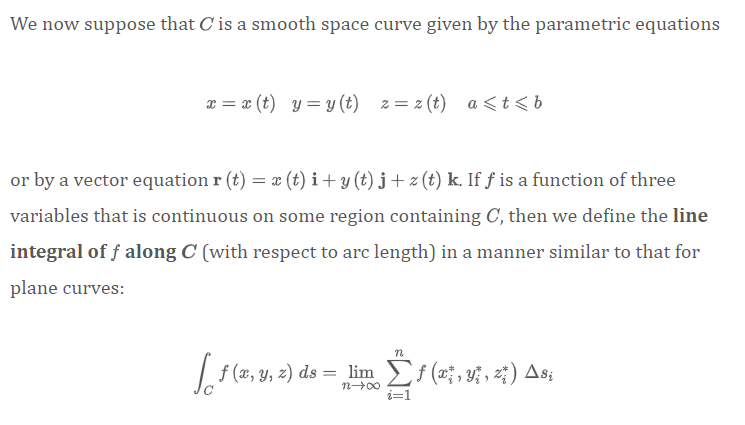 We now suppose that C is a smooth space curve given by the parametric equations
x = x (t)   y = y (t)   z = z (t)   a ⩽ t ⩽ b
or by a vector equation r (t) = x (t) i + y (t) j + z (t) k. If f is a function of three
variables that is continuous on some region containing C, then we define the line
integral of f along C (with respect to arc length) in a manner similar to that for
plane curves:
∫_C f (x, y, z) ds = lim_{n→∞} ∑_{i=1}^{n} f (x_i^*, y_i^*, z_i^*) Δs_i